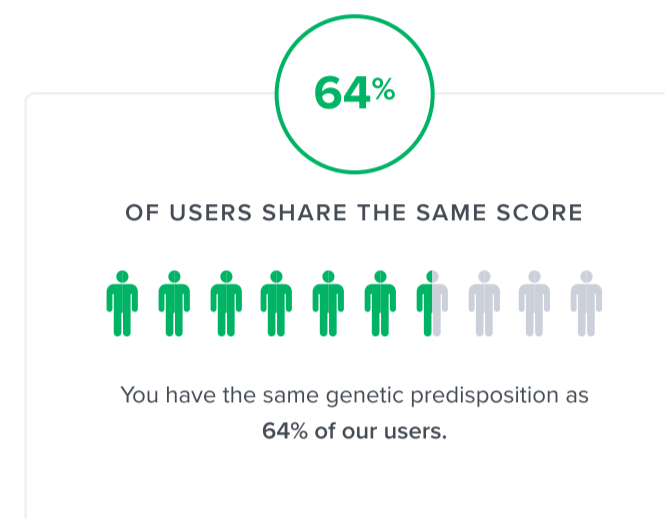 64%
OF USERS SHARE THE SAME SCORE
You have the same genetic predisposition as
64% of our users.